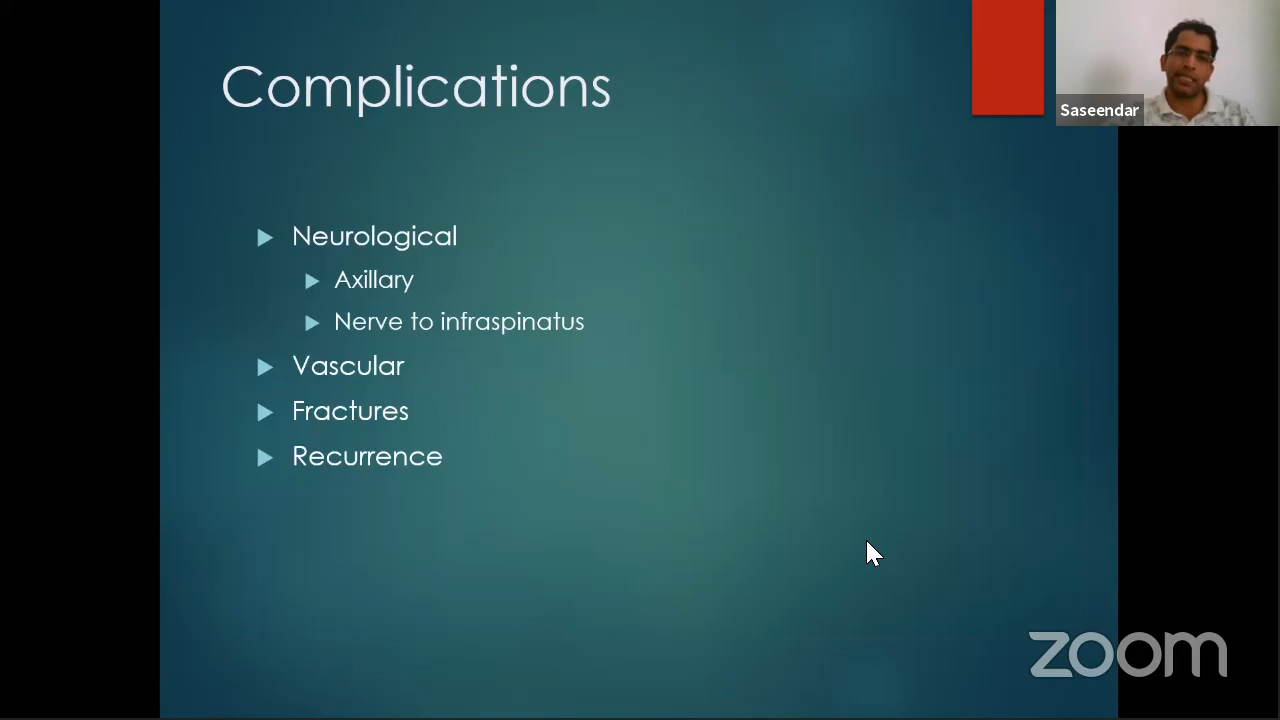 Complications
Saseendar
Neurological
Axillary
Nerve to infraspinatus
Vascular
Fractures
Recurrence
zoom